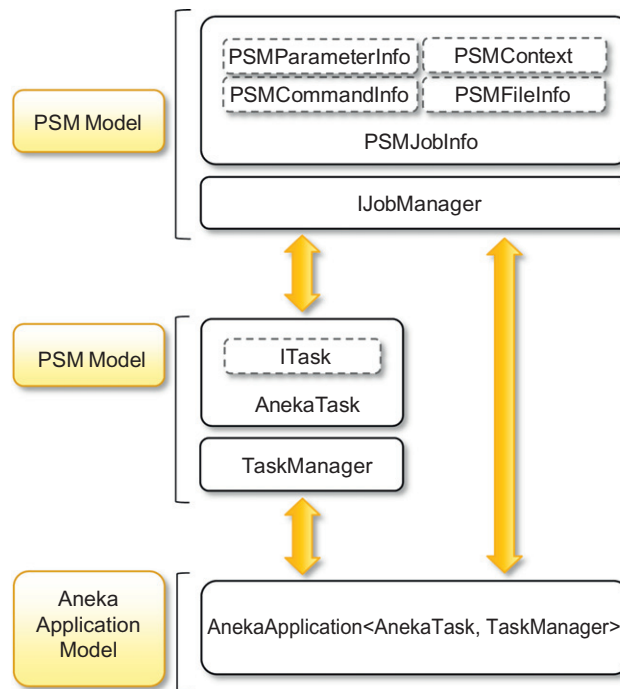 PSMParameterInfo
PSMContext
PSMCommandInfo
PSMFileInfo
PSM Model
PSMJobInfo
IJobManager
PSM Model
ITask
AnekaTask
TaskManager
Aneka
Application
Model
AnekaApplication<AnekaTask, TaskManager>